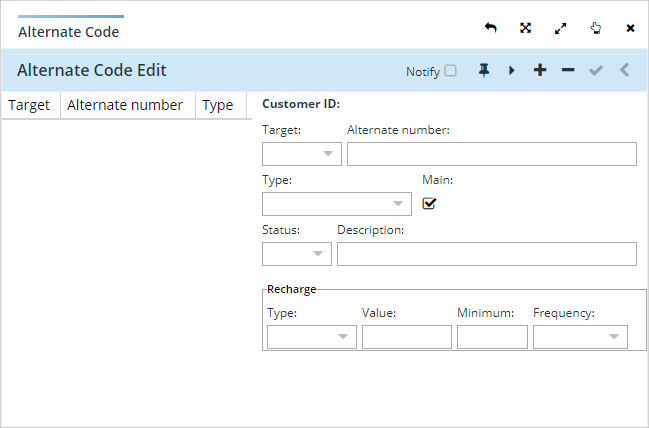 Alternate Code
Alternate Code Edit Notify
Target Alternate number Type
Customer ID:
Target: Alternate number:
Type: Main:
Status: Description:
Recharge
Type: Value: Minimum: Frequency: